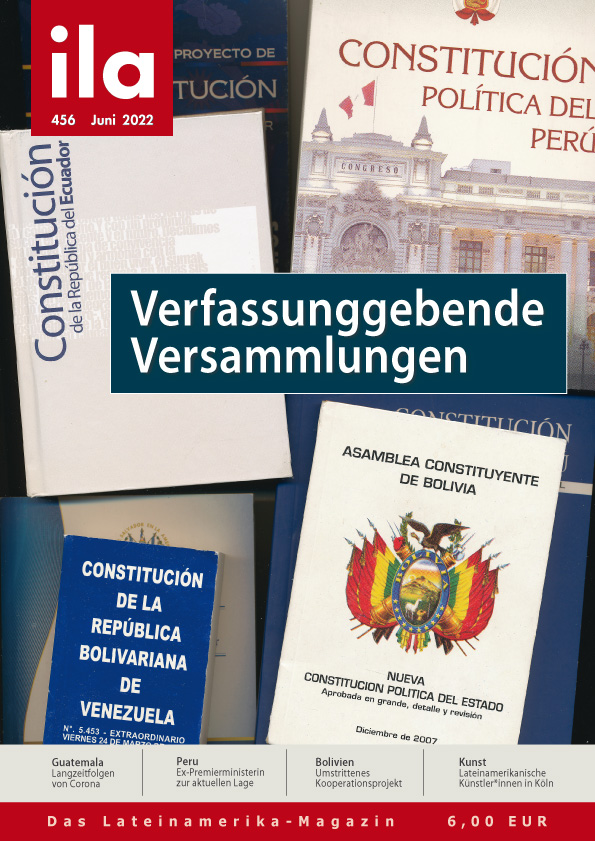 ila
456 Juni 2022
PROYECTO DE
CONSTITUCIÓN
POLÍTICA DEL
PERÚ
CONGRESO
Constitución
de la República del Ecuador
Verfassunggebende
Versammlungen
CONSTITUCIÓN
ASAMBLEA CONSTITUYENTE
DE BOLIVIA
NUEVA
CONSTITUCION POLITICA DEL ESTADO
Aprobada en grande, detalle y revisión
Diciembre de 2007
CONSTITUCIÓN
DE LA
REPÚBLICA
BOLIVARIANA
DE
VENEZUELA
N°. 5.453 - EXTRAORDINARIO
VIERNES 24 DE MARZO DE
Guatemala
Langzeitfolgen
von Corona
Peru
Ex-Premierministerin
zur aktuellen Lage
Bolivien
Umstrittenes
Kooperationsprojekt
Kunst
Lateinamerikanische
Künstler*innen in Köln
Das Lateinamerika-Magazin 6,00 EUR